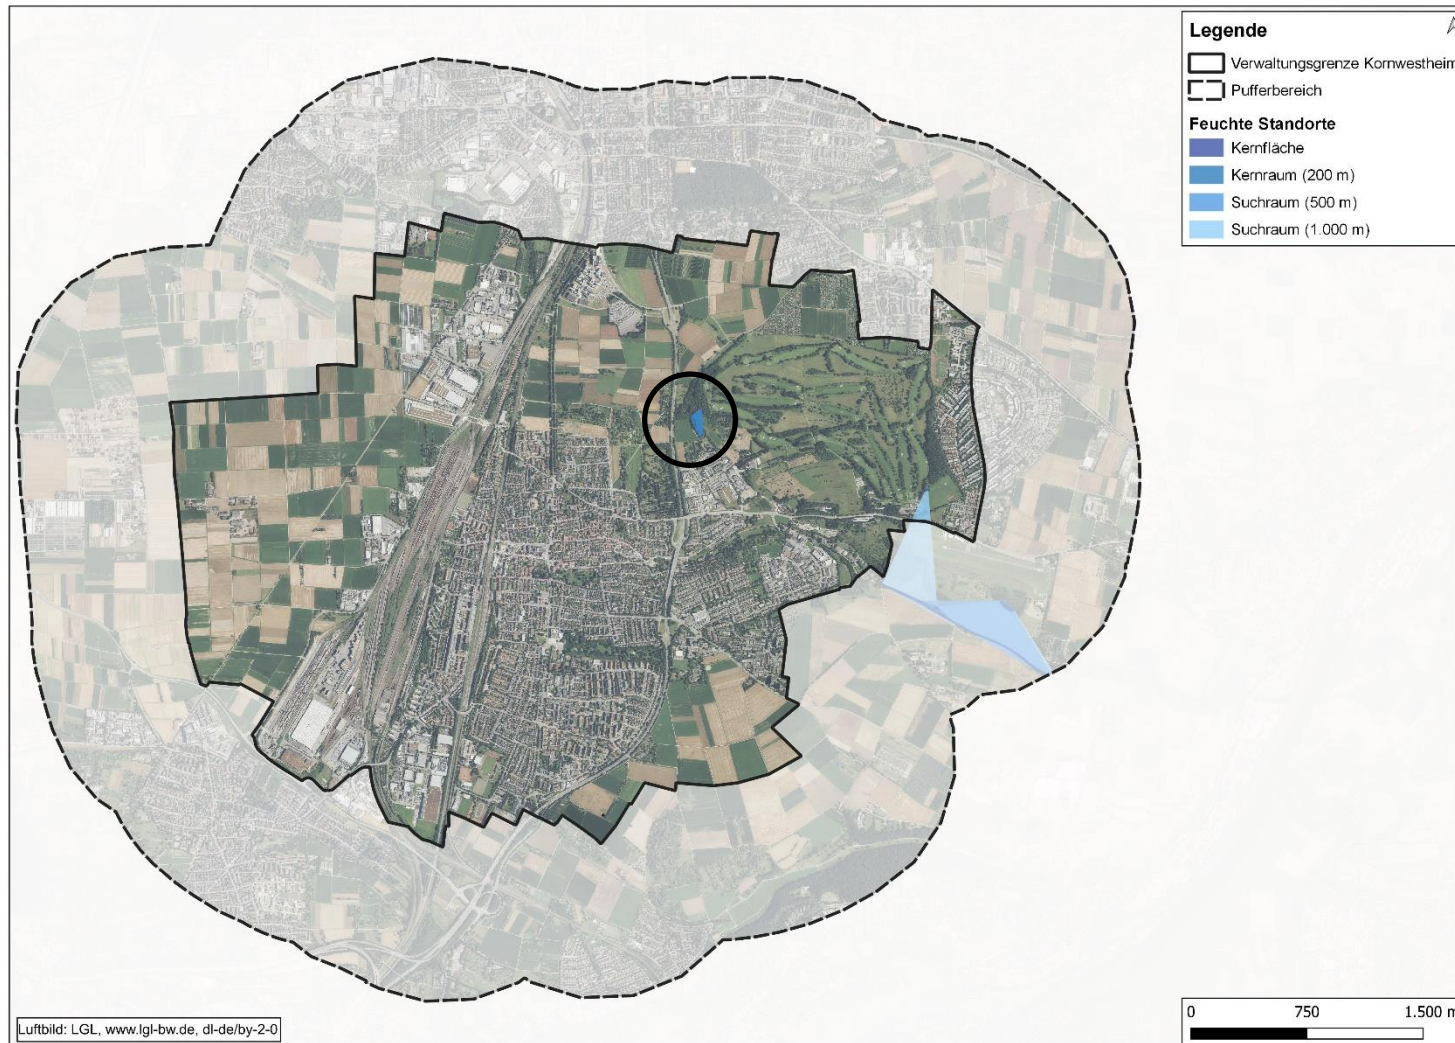 Legende
Verwaltungsgrenze Kornwestheim
Pufferbereich
Feuchte Standorte
Kernfläche
Kernraum (200 m)
Suchraum (500 m)
Suchraum (1.000 m)
Luftbild: LGL, www.lgl-bw.de, dl-de/by-2-0
0 750 1.500 m